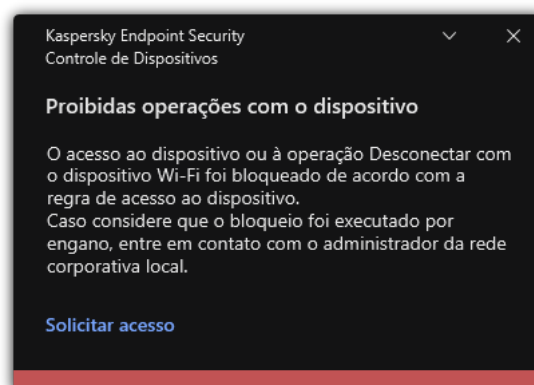 Kaspersky Endpoint Security
Controle de Dispositivos
Proibidas operações com o dispositivo
O acesso ao dispositivo ou à operação Desconectar com
o dispositivo Wi-Fi foi bloqueado de acordo com a
regra de acesso ao dispositivo.
Caso considere que o bloqueio foi executado por
engano, entre em contato com o administrador da rede
corporativa local.
Solicitar acesso